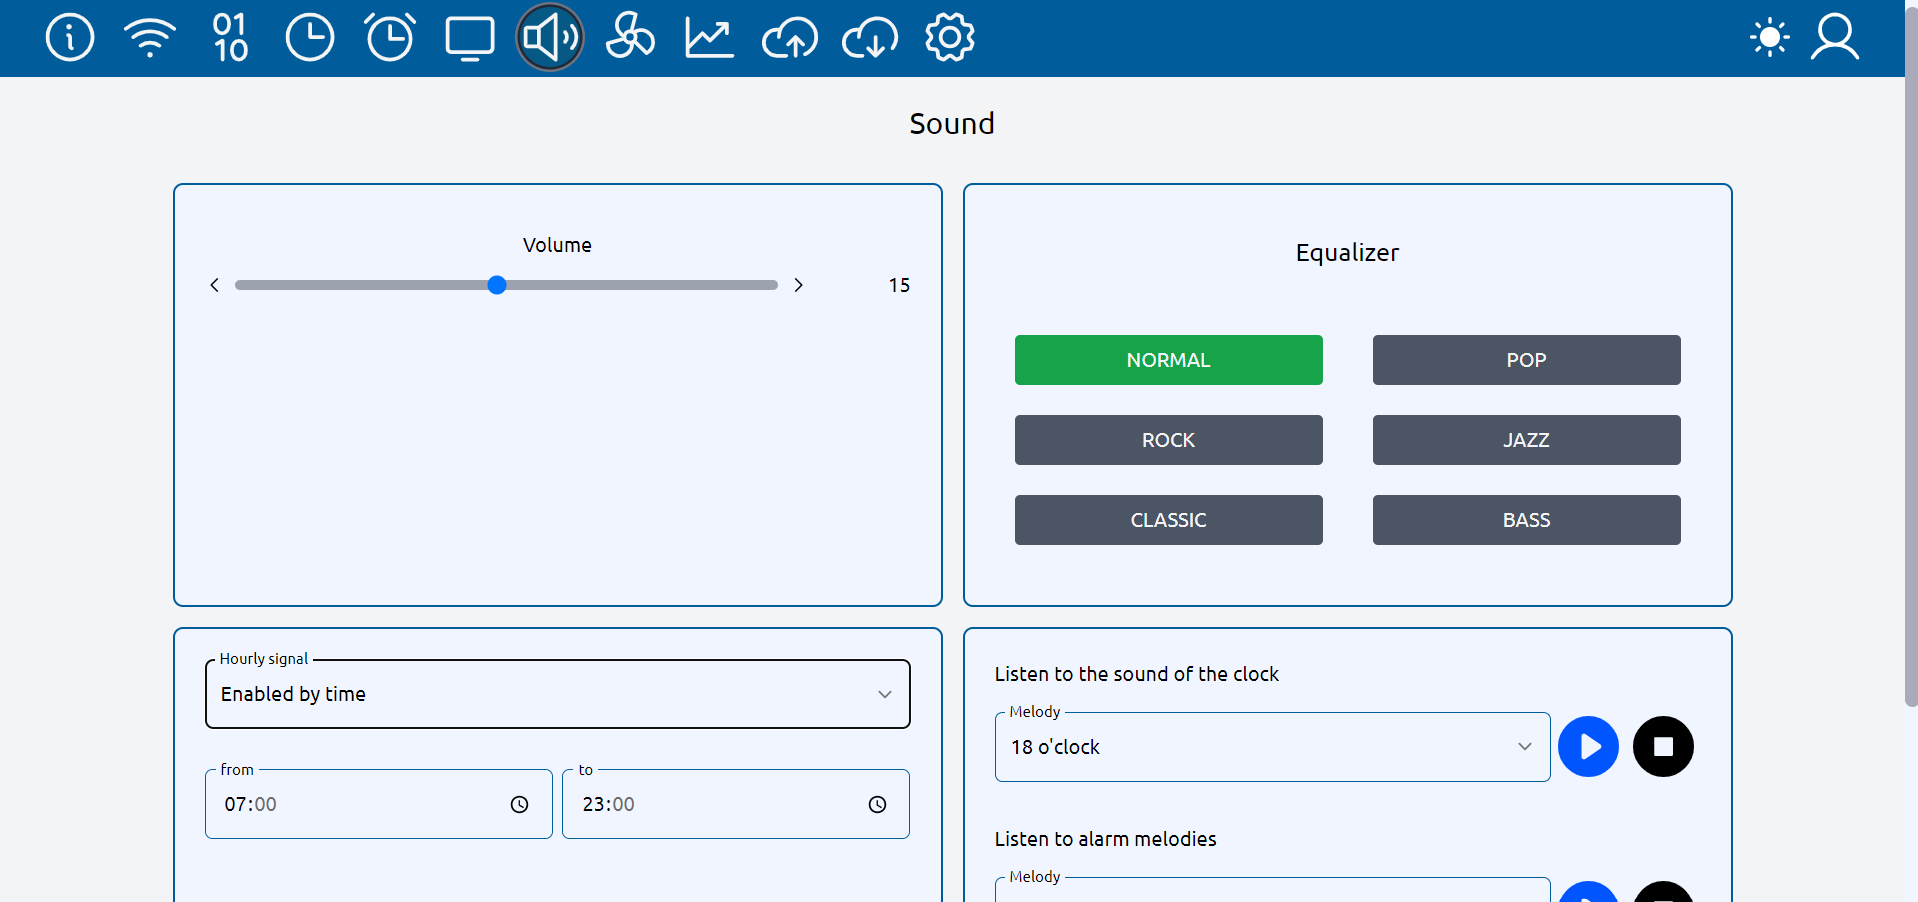 01
10
Sound
Volume
15
Equalizer
NORMAL
POP
ROCK
JAZZ
CLASSIC
BASS
Hourly signal
Enabled by time
from
07:00
to
23:00
Listen to the sound of the clock
Melody
18 o'clock
Listen to alarm melodies
Melody